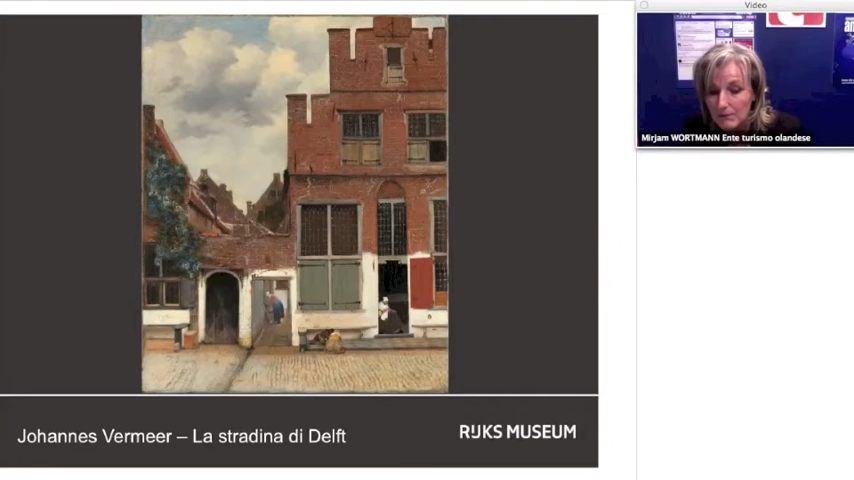 Video
Mirjam WORTMANN Ente turismo olandese
Johannes Vermeer – La stradina di Delft
RIJKS MUSEUM